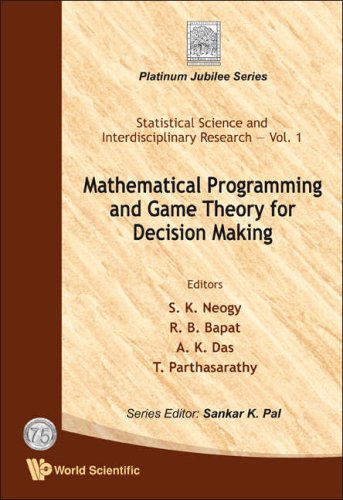 Platinum Jubilee Series
Statistical Science and
Interdisciplinary Research — Vol. 1
Mathematical Programming
and Game Theory for
Decision Making
Editors
S. K. Neogy
R. B. Bapat
A. K. Das
T. Parthasarathy
Series Editor: Sankar K. Pal
75
World Scientific